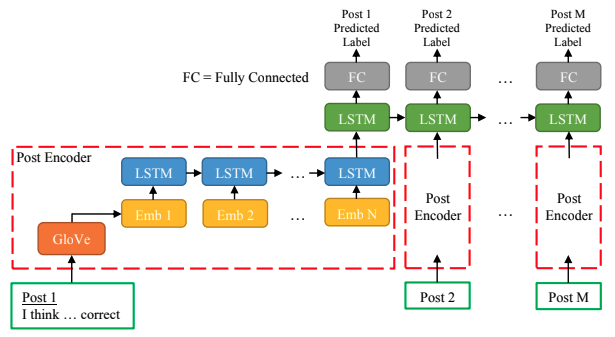 Post 1
Predicted
Label
Post 2
Predicted
Label
Post M
Predicted
Label
FC = Fully Connected
FC
FC
...
FC
LSTM
LSTM
...
LSTM
Post Encoder
LSTM
LSTM
...
LSTM
Emb 1
Emb 2
...
Emb N
GloVe
Post
Encoder
...
Post
Encoder
Post 1
I think ... correct
Post 2
Post M